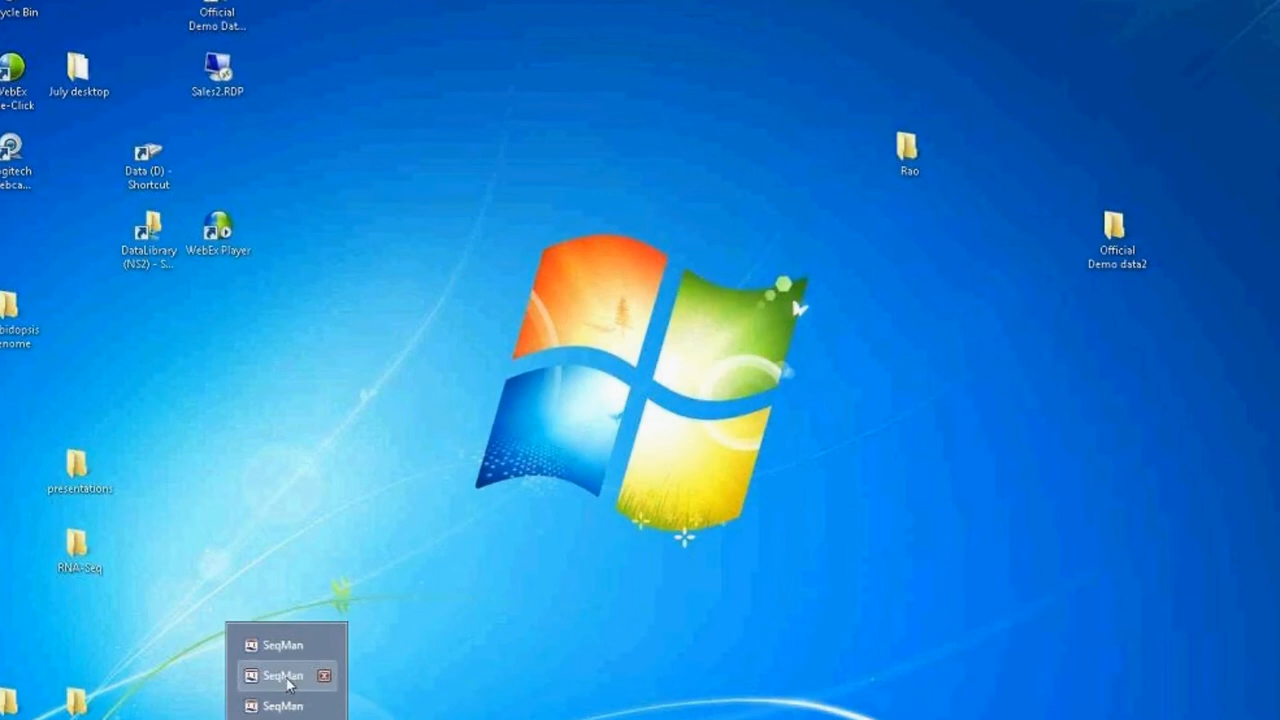 ycle Bin
Official
Demo Dat...
WebEx
e-Click
July desktop
Sales2.RDP
ogitech
ebca...
Data (D) -
Shortcut
Rao
DataLibrary
(NS2) - S...
WebEx Player
Official
Demo data2
bidopsis
enome
presentations
RNA-Seq
SeqMan
SeqMan
SeqMan